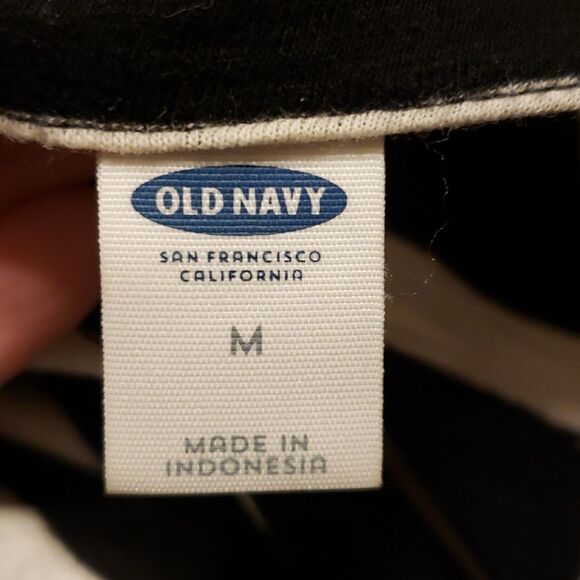 OLD NAVY
SAN FRANCISCO
CALIFORNIA
M
MADE IN
INDONESIA